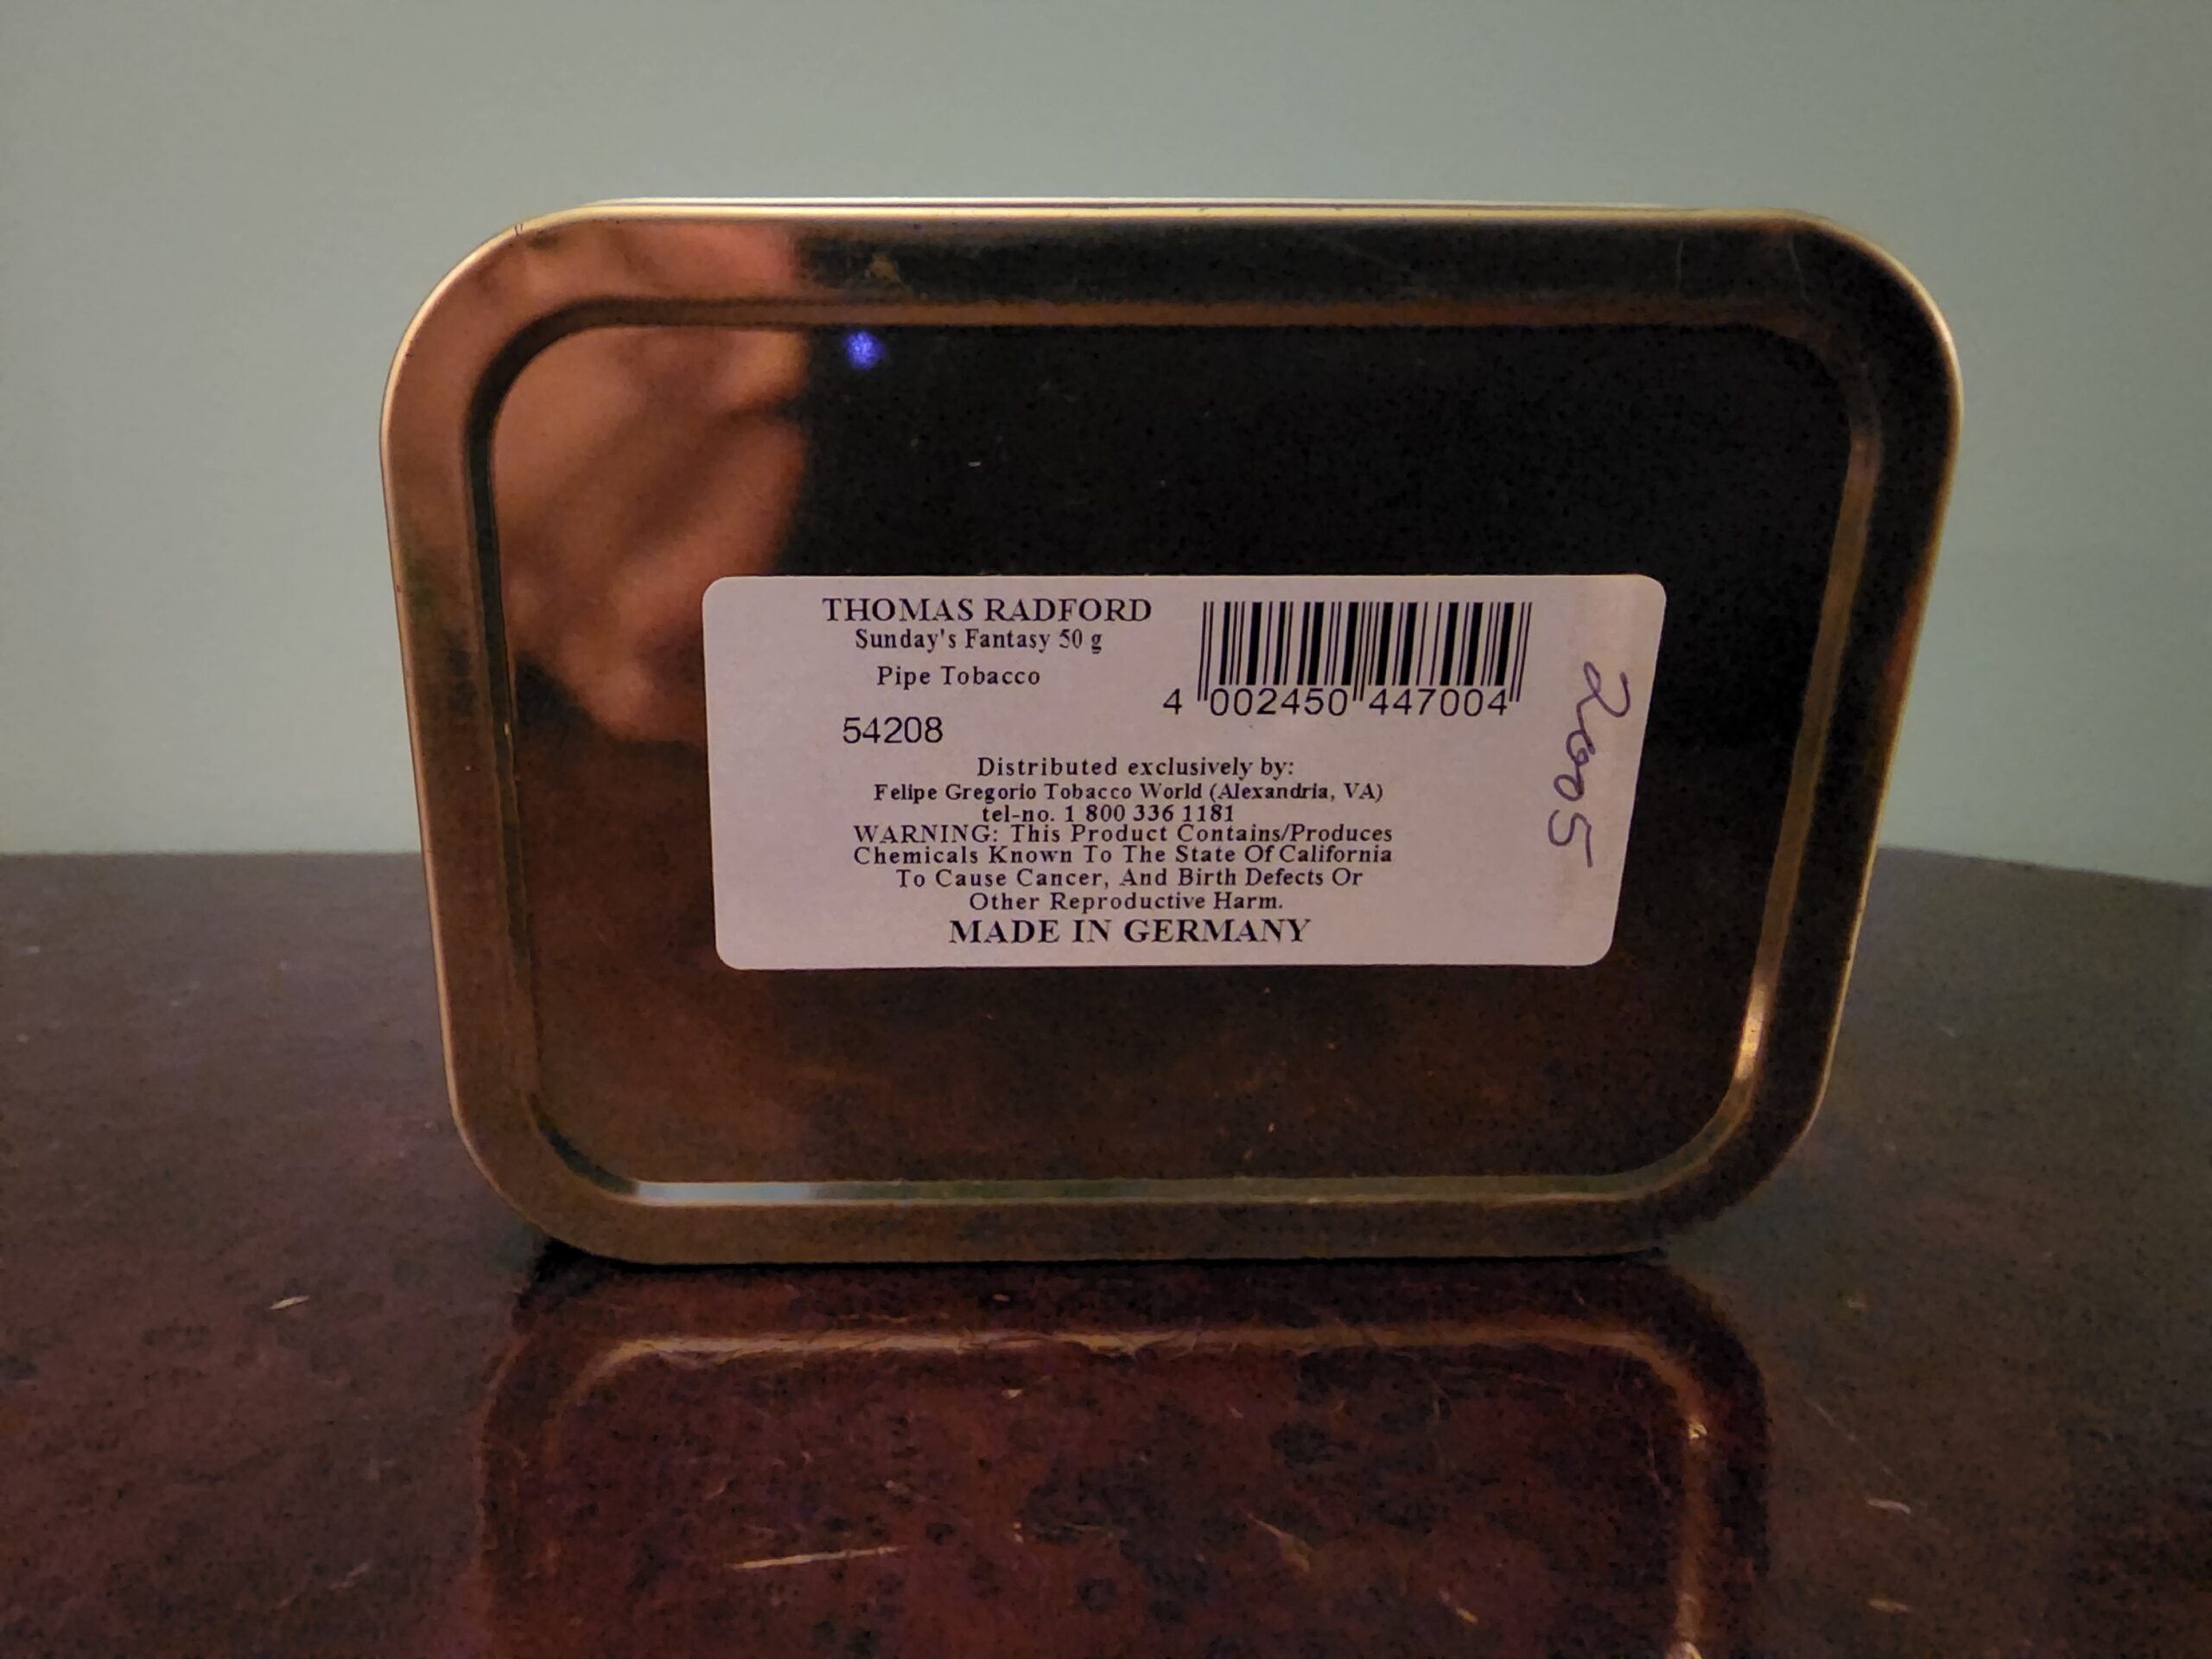 THOMAS RADFORD
Sunday's Fantasy 50 g
Pipe Tobacco
54208
4 002450 447004
Distributed exclusively by:
Felipe Gregorio Tobacco World (Alexandria, VA)
tel-no. 1 800 336 1181
WARNING: This Product Contains/Produces
Chemicals Known To The State Of California
To Cause Cancer, And Birth Defects Or
Other Reproductive Harm.
MADE IN GERMANY
2005